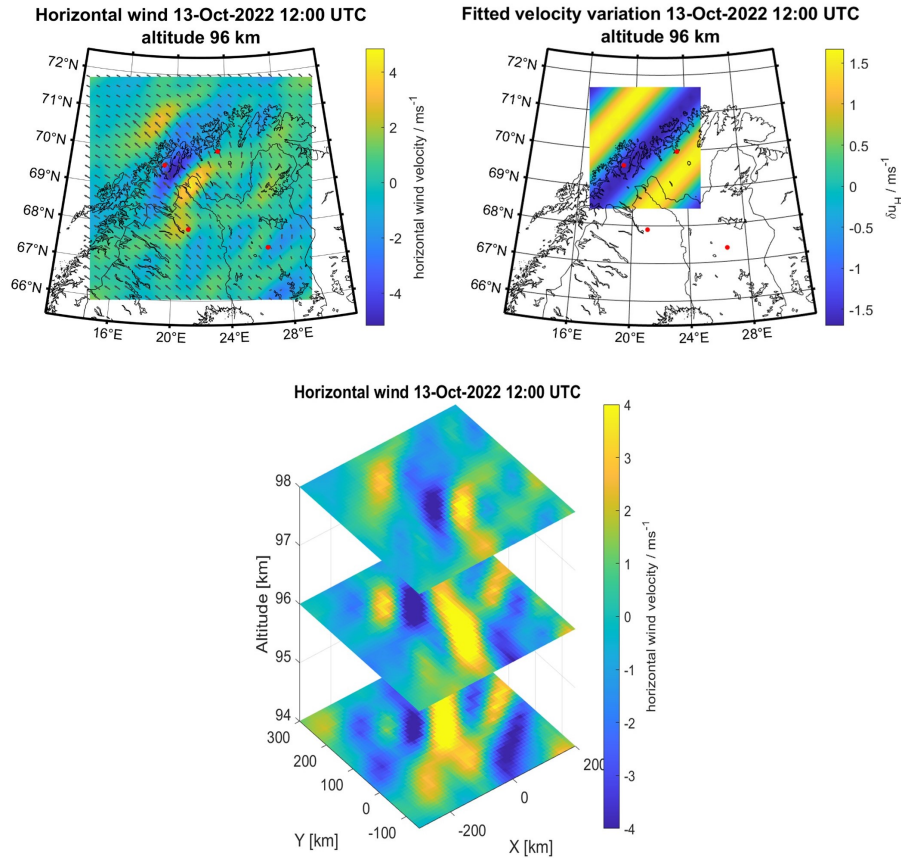 Horizontal wind 13-Oct-2022 12:00 UTC
altitude 96 km
72°N
71°N
70°N
69°N
68°N
67°N
66°N
16°E
20°E
24°E
28°E
4
2
0
-2
-4
horizontal wind velocity / ms⁻¹
Fitted velocity variation 13-Oct-2022 12:00 UTC
altitude 96 km
72°N
71°N
70°N
69°N
68°N
67°N
66°N
16°E
20°E
24°E
28°E
1.5
1
0.5
0
-0.5
-1
-1.5
δu_H / ms⁻¹
Horizontal wind 13-Oct-2022 12:00 UTC
98
97
96
95
94
Altitude [km]
300
200
100
0
-100
Y [km]
-200
0
200
X [km]
4
3
2
1
0
-1
-2
-3
-4
horizontal wind velocity / ms⁻¹